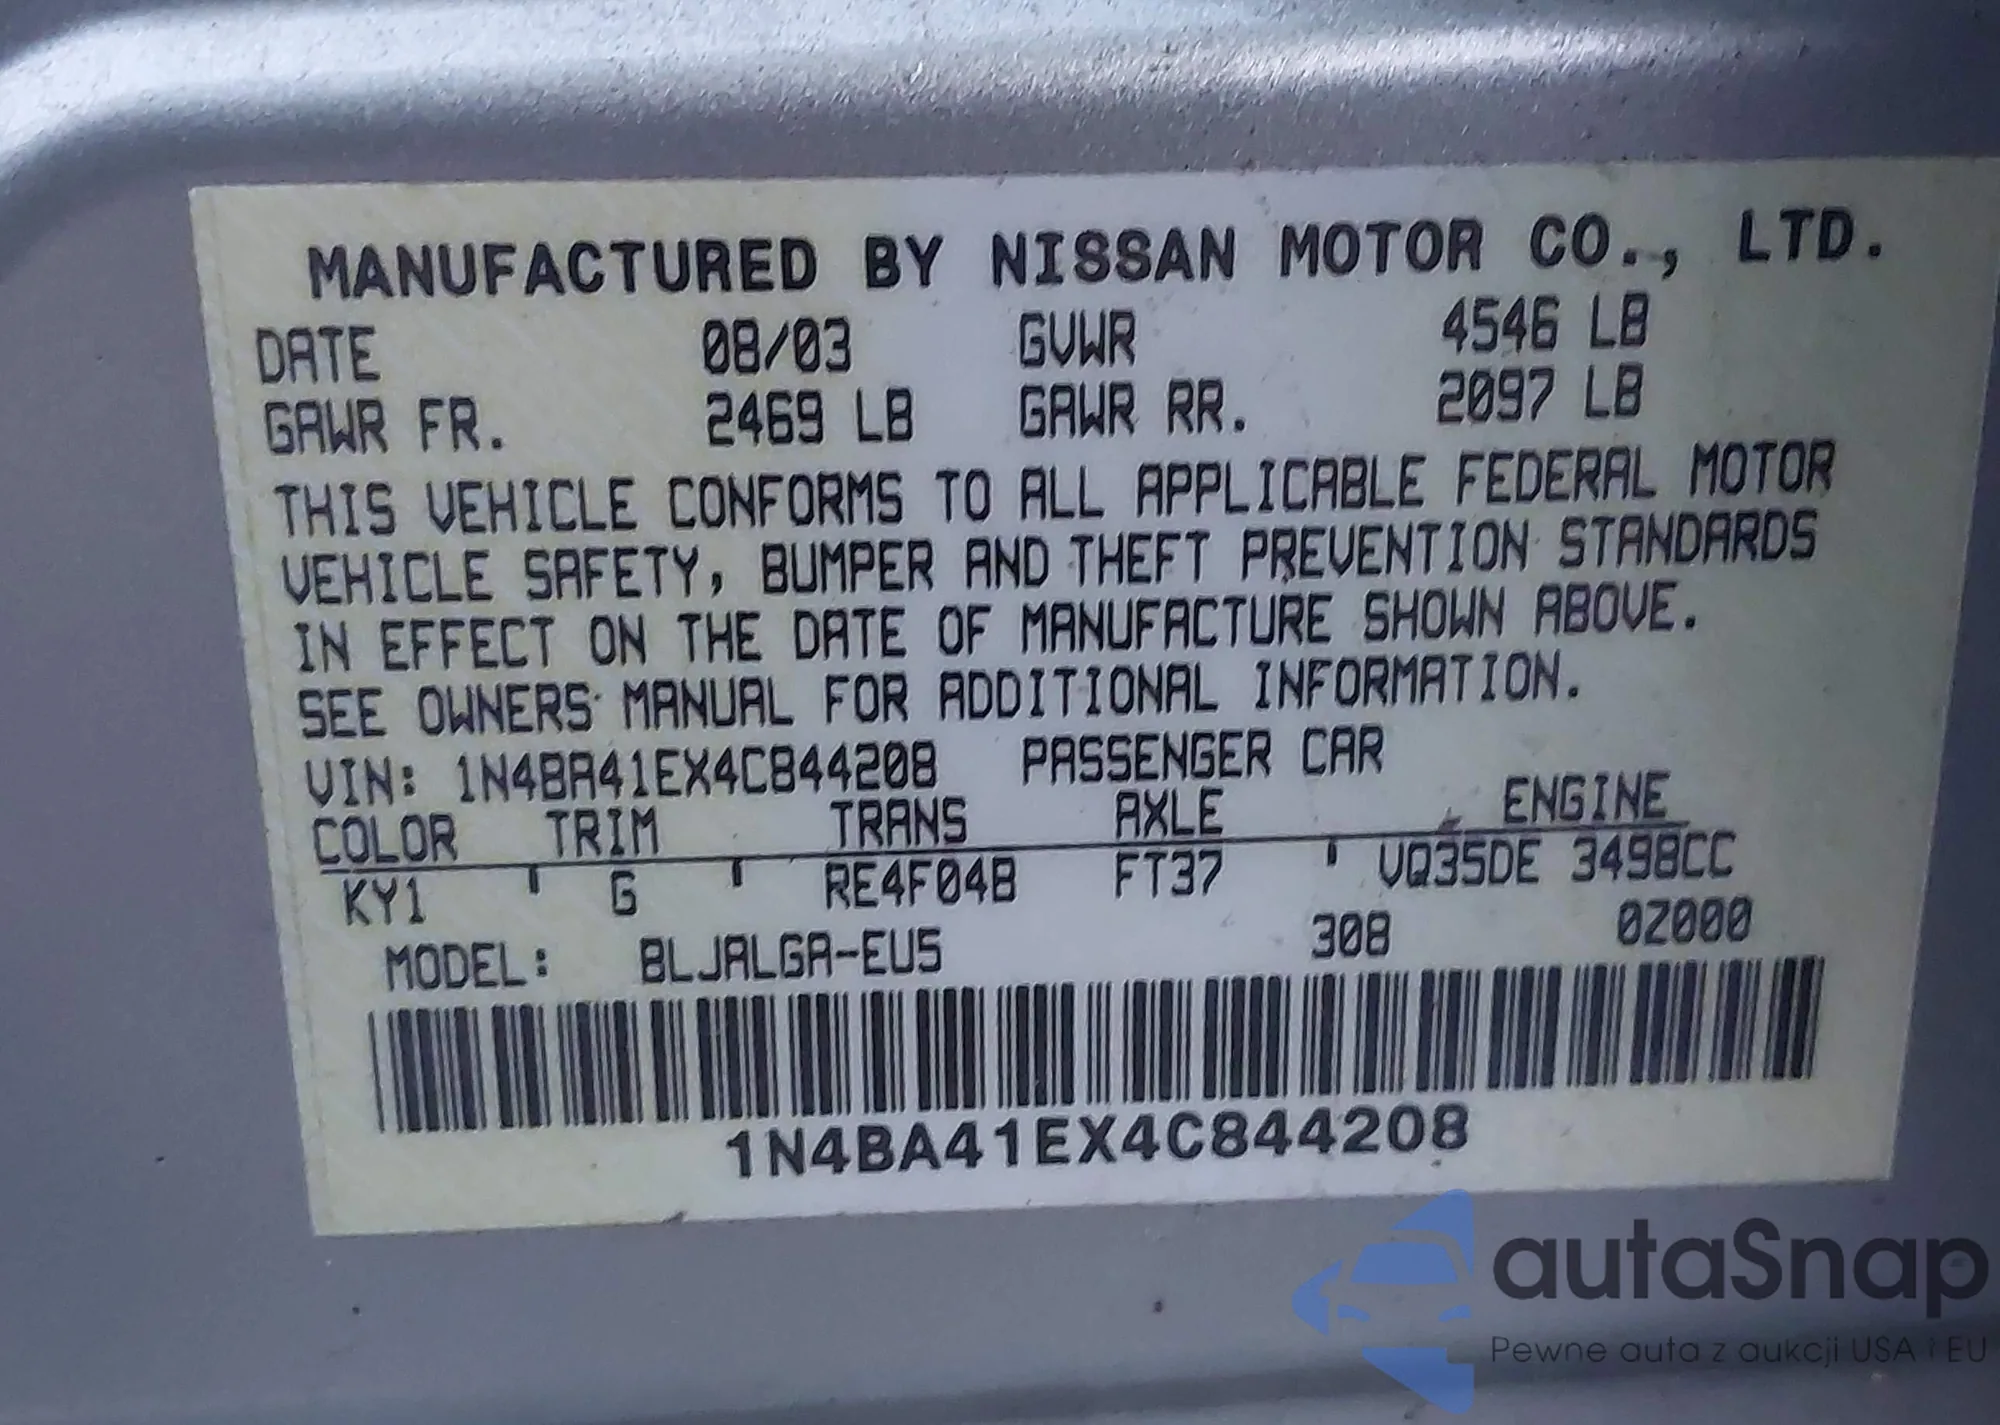 MANUFACTURED BY NISSAN MOTOR CO., LTD.
DATE 08/03 GVWR 4546 LB
GAWR FR. 2469 LB GAWR RR. 2097 LB
THIS VEHICLE CONFORMS TO ALL APPLICABLE FEDERAL MOTOR
VEHICLE SAFETY, BUMPER AND THEFT PREVENTION STANDARDS
IN EFFECT ON THE DATE OF MANUFACTURE SHOWN ABOVE.
SEE OWNERS MANUAL FOR ADDITIONAL INFORMATION.
VIN: 1N4BA41EX4C844208 PASSENGER CAR
COLOR TRIM TRANS AXLE ENGINE
KY1 G RE4F04B FT37 VQ35DE 3498CC
MODEL: BLJALGA-EUS 308 0Z000
1N4BA41EX4C844208
autaSnap
Pewne auta z aukcji USA i EU